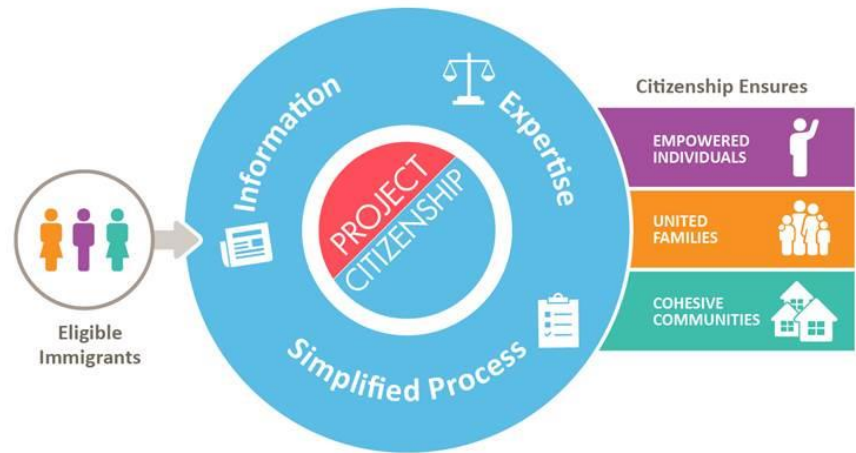 Eligible
Immigrants
Information
Expertise
Simplified Process
PROJECT
CITIZENSHIP
Citizenship Ensures
EMPOWERED
INDIVIDUALS
UNITED
FAMILIES
COHESIVE
COMMUNITIES